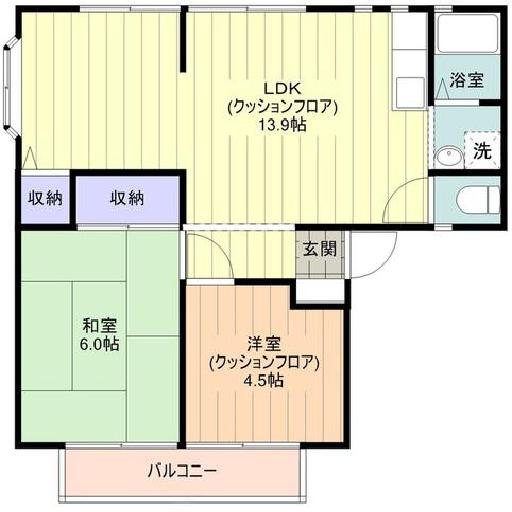 LDK
(クッションフロア)
13.9帖
浴室
洗
収納
収納
玄関
和室
6.0帖
洋室
(クッションフロア)
4.5帖
バルコニー